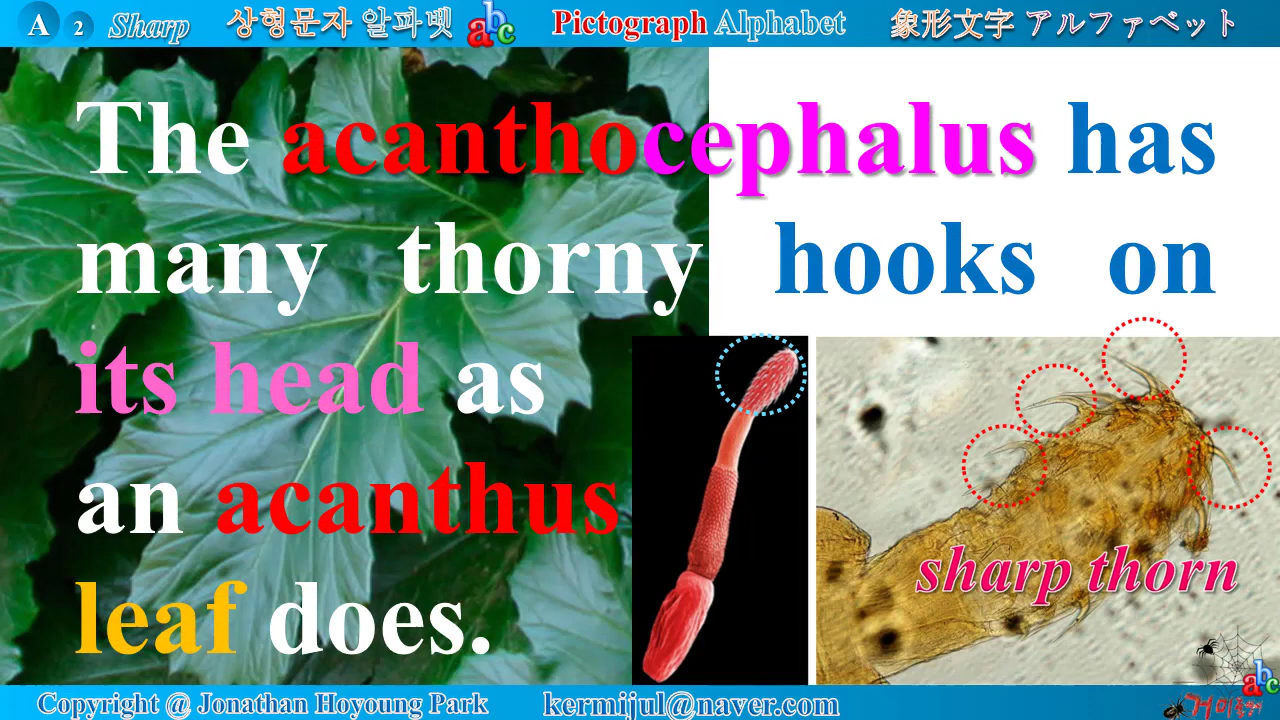 A 2 Sharp 상형문자 알파벳 abc Pictograph Alphabet 象形文字 アルファベット
The acanthocephalus has
many thorny hooks on
its head as
an acanthus
leaf does.
sharp thorn
abc
Copyright @ Jonathan Hoyoung Park kermijul@naver.com